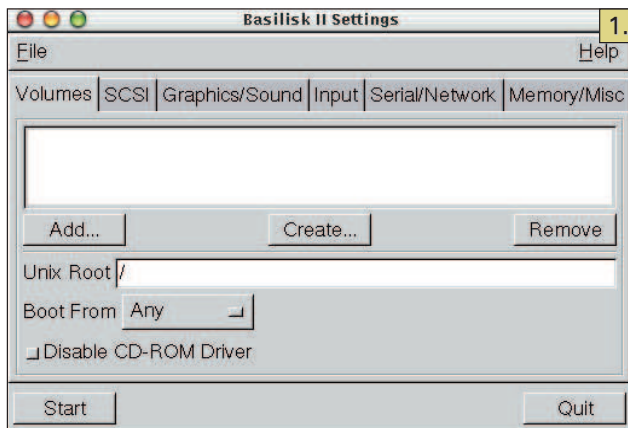 Basilisk II Settings
1.
File Help
Volumes SCSI Graphics/Sound Input Serial/Network Memory/Misc
Add... Create... Remove
Unix Root /
Boot From Any
Disable CD-ROM Driver
Start Quit